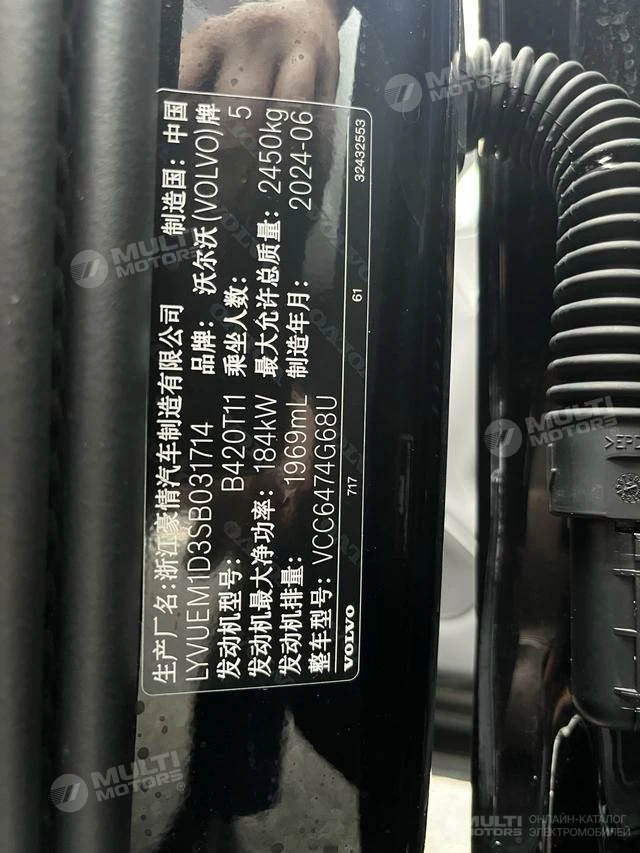 生产厂名:浙江豪情汽车制造有限公司 制造国: 中国
LYVUEM1D3SB031714 品牌: 沃尔沃(VOLVO)牌
发动机型号: B420T11 乘坐人数: 5
发动机最大净功率: 184kW 最大允许总质量: 2450kg
发动机排量: 1969mL 制造年月: 2024-06
整车型号: VCC6474G68U
VOLVO 717 61 32432553
MULTI MOTORS
MULTI MOTORS
MULTI MOTORS
MULTI MOTORS
MULTI MOTORS
ОНЛАЙН-КАТАЛОГ
ЭЛЕКТРОМОБИЛЕЙ